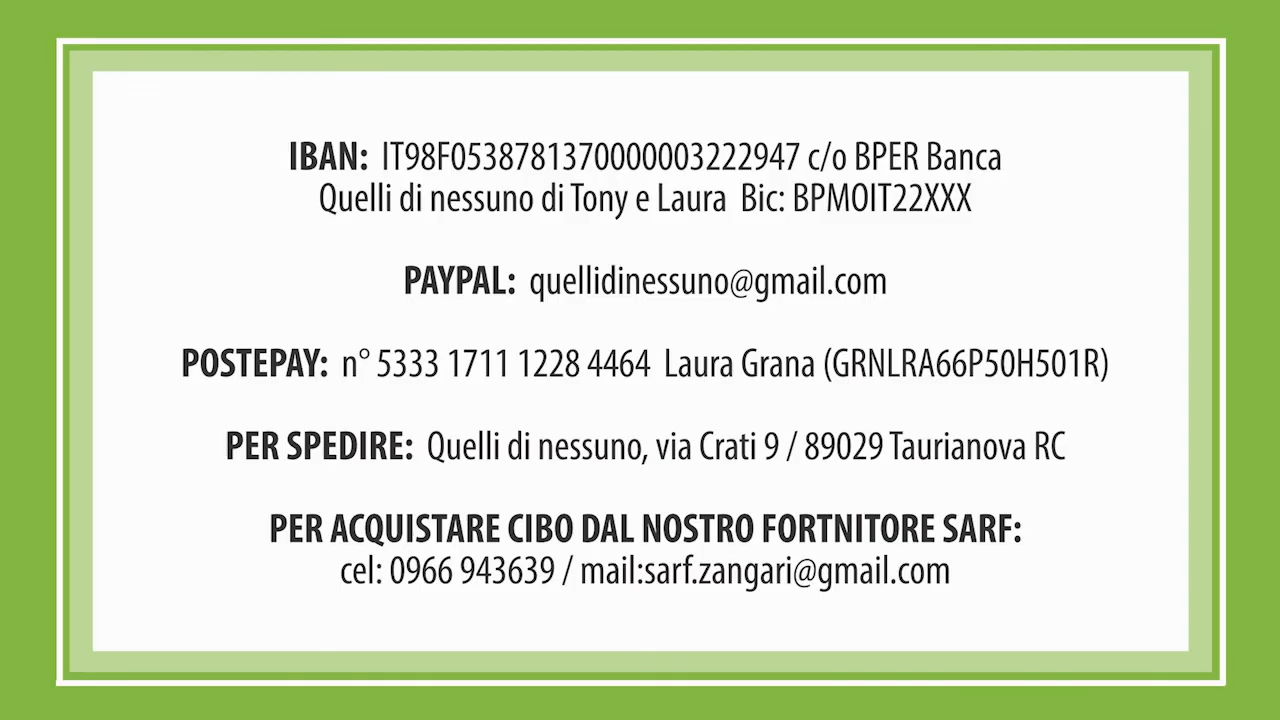 IBAN: IT98F0538781370000003222947 c/o BPER Banca
Quelli di nessuno di Tony e Laura Bic: BPMOIT22XXX
PAYPAL: quellidinessuno@gmail.com
POSTEPAY: n° 5333 1711 1228 4464 Laura Grana (GRNLRA66P50H501R)
PER SPEDIRE: Quelli di nessuno, via Crati 9 / 89029 Taurianova RC
PER ACQUISTARE CIBO DAL NOSTRO FORTNITORE SARF:
cel: 0966 943639 / mail:sarf.zangari@gmail.com